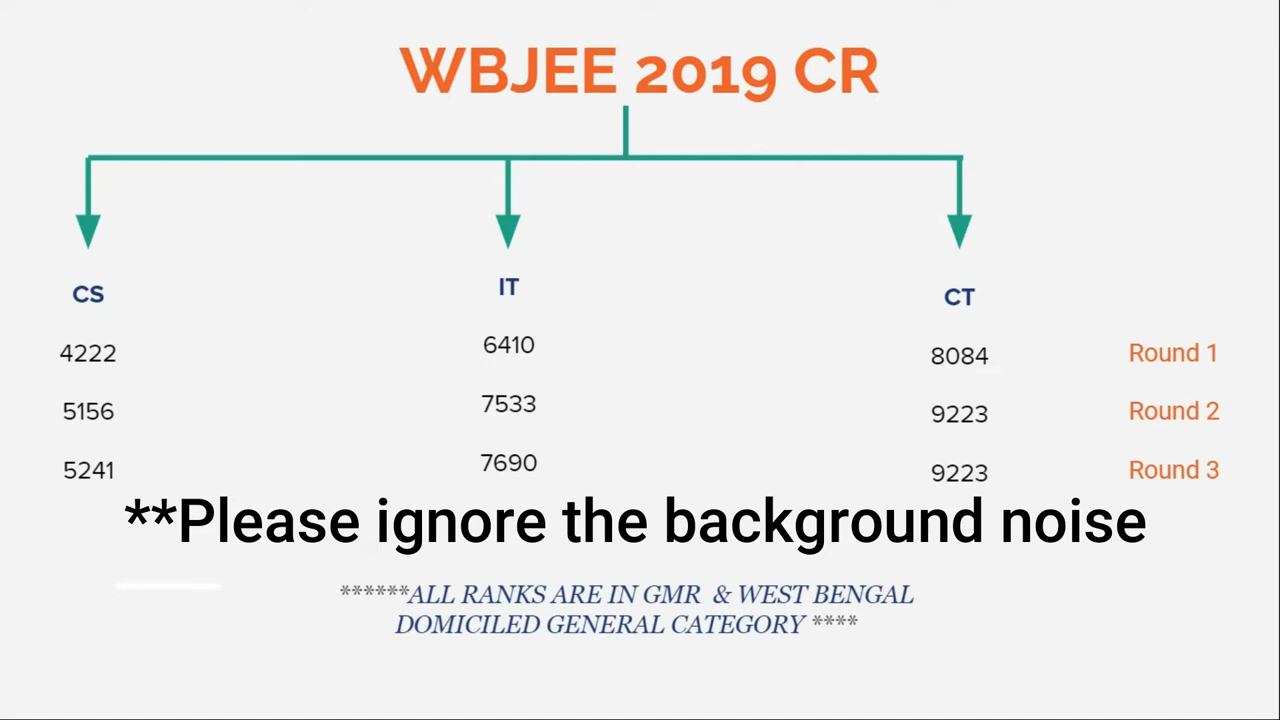 WBJEE 2019 CR
CS IT CT
4222 6410 8084 Round 1
5156 7533 9223 Round 2
5241 7690 9223 Round 3
**Please ignore the background noise
******ALL RANKS ARE IN GMR & WEST BENGAL
DOMICILED GENERAL CATEGORY ****